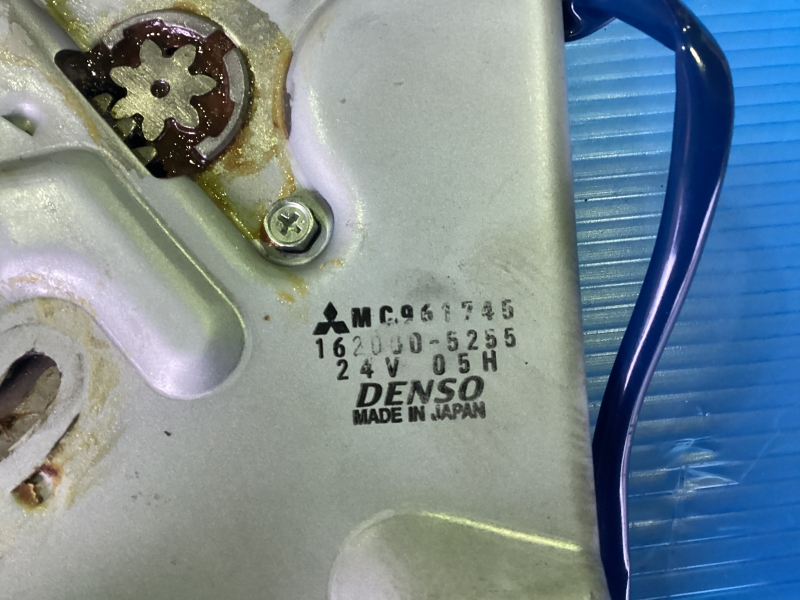 MC961745
162000-5255
24V 05H
DENSO
MADE IN JAPAN